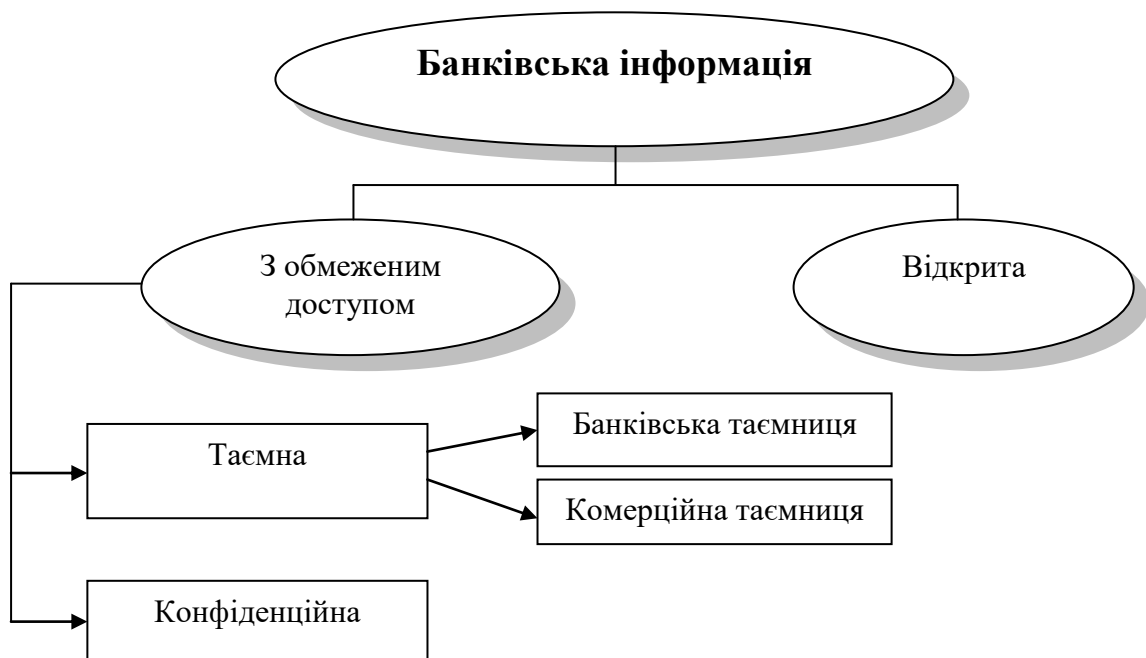 Банківська інформація
З обмеженим
доступом
Відкрита
Таємна
Банківська таємниця
Комерційна таємниця
Конфіденційна